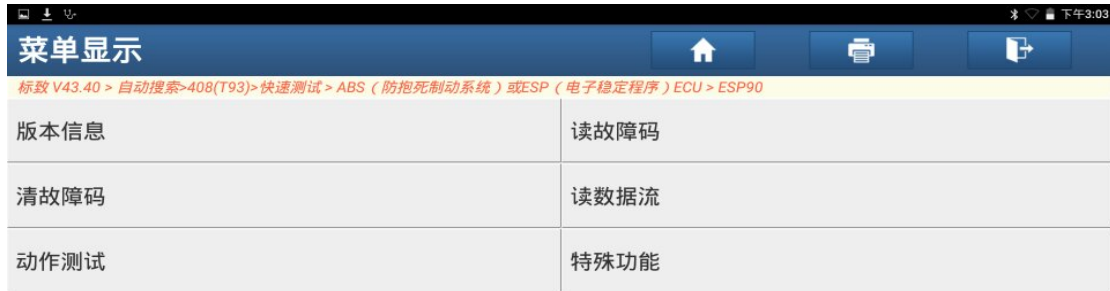 下午3:03
菜单显示
标致 V43.40 > 自动搜索>408(T93)>快速测试 > ABS（防抱死制动系统）或ESP（电子稳定程序）ECU > ESP90
版本信息
读故障码
清故障码
读数据流
动作测试
特殊功能